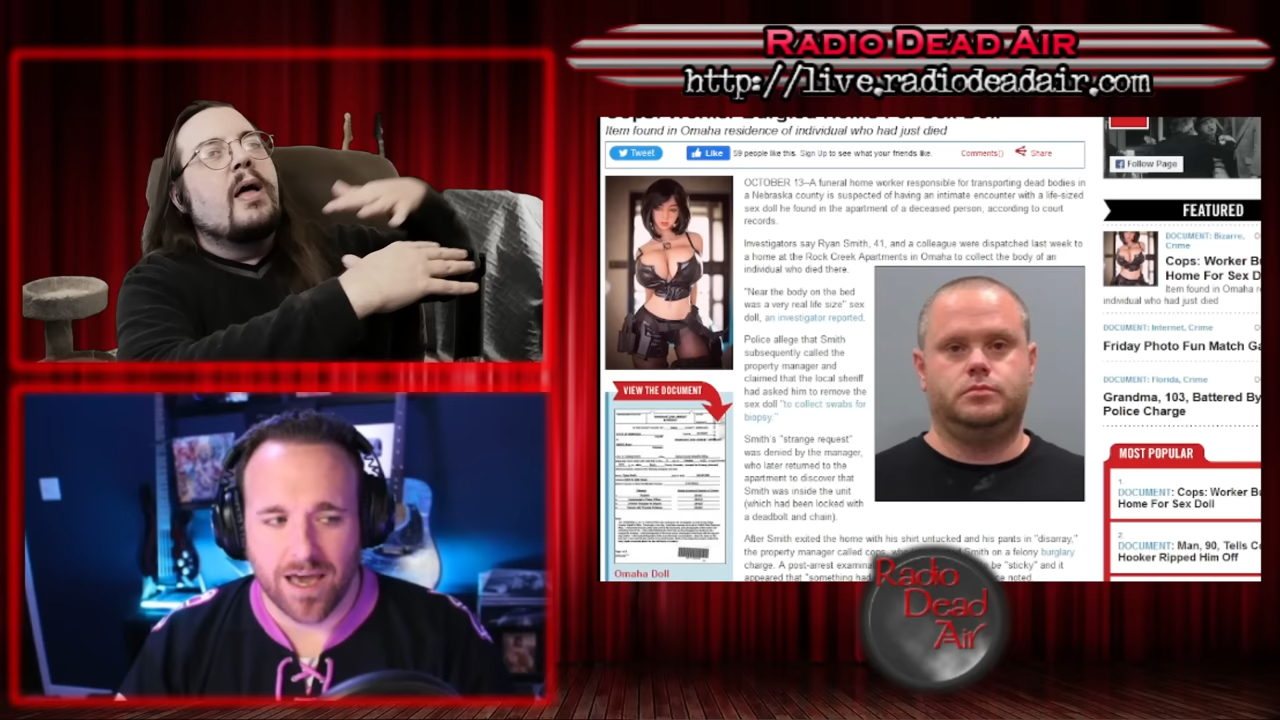 RADIO DEAD AIR
http://live.radiodeadair.com
Item found in Omaha residence of individual who had just died
Tweet
Like
59 people like this. Sign Up to see what your friends like.
Comments()
Share
OCTOBER 13--A funeral home worker responsible for transporting dead bodies in
a Nebraska county is suspected of having an intimate encounter with a life-sized
sex doll he found in the apartment of a deceased person, according to court
records.
Investigators say Ryan Smith, 41, and a colleague were dispatched last week to
a home at the Rock Creek Apartments in Omaha to collect the body of an
individual who died there.
"Near the body on the bed
was a very real life size" sex
doll, an investigator reported.
Police allege that Smith
subsequently called the
property manager and
claimed that the local sheriff
had asked him to remove the
sex doll "to collect swabs for
biopsy."
Smith's "strange request"
was denied by the manager,
who later returned to the
apartment to discover that
Smith was inside the unit
(which had been locked with
a deadbolt and chain).
After Smith exited the home with his shirt untucked and his pants in "disarray,"
the property manager called cops, who Smith on a felony burglary
charge. A post-arrest be "sticky" and it
appeared that "something had noted.
VIEW THE DOCUMENT
Omaha Doll
Follow Page
FEATURED
DOCUMENT: Bizarre,
Crime
Cops: Worker
Home For Sex
Item found in Omaha
individual who had just died
DOCUMENT: Internet, Crime
Friday Photo Fun Match
DOCUMENT: Florida, Crime
Grandma, 103, Battered By
Police Charge
MOST POPULAR
1.
DOCUMENT: Cops: Worker
Home For Sex Doll
2.
DOCUMENT: Man, 90, Tells
Hooker Ripped Him Off
Radio
Dead
Air